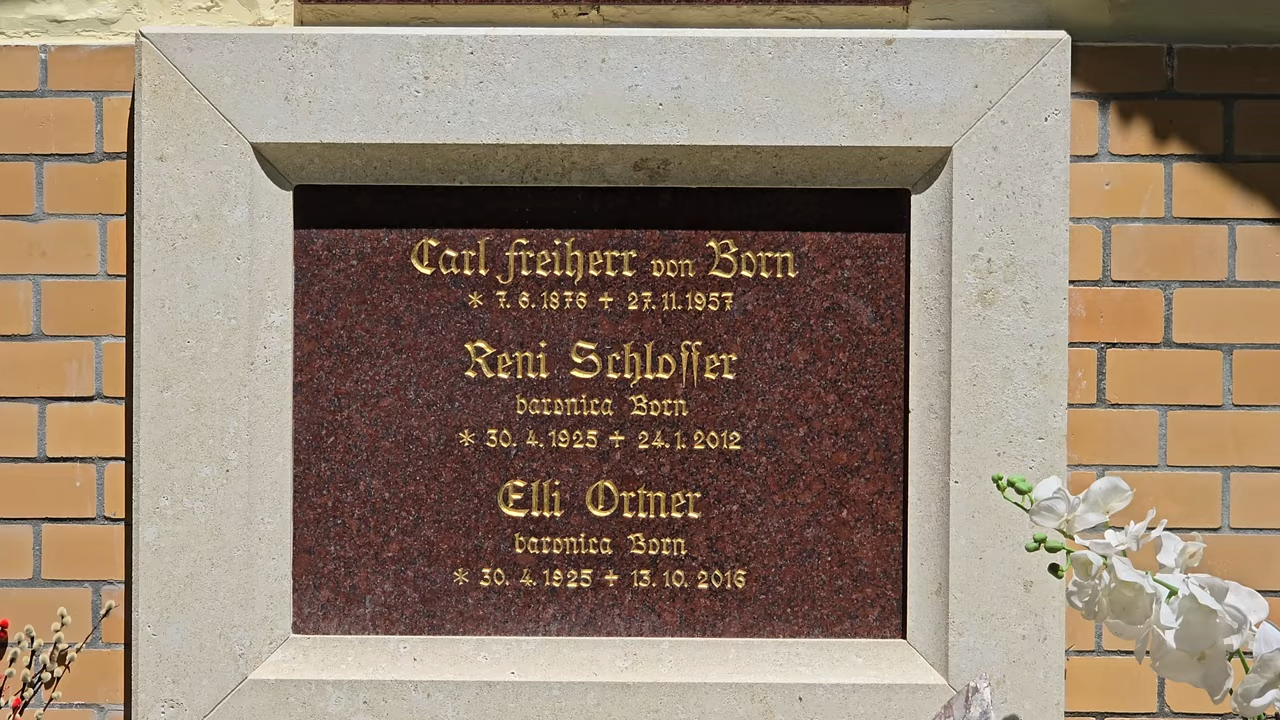 Carl Freiherr von Born
* 7. 6. 1876 + 27. 11. 1957
Reni Schlosser
baronica Born
* 30. 4. 1925 + 24. 1. 2012
Elli Ortner
baronica Born
* 30. 4. 1925 + 13. 10. 2016